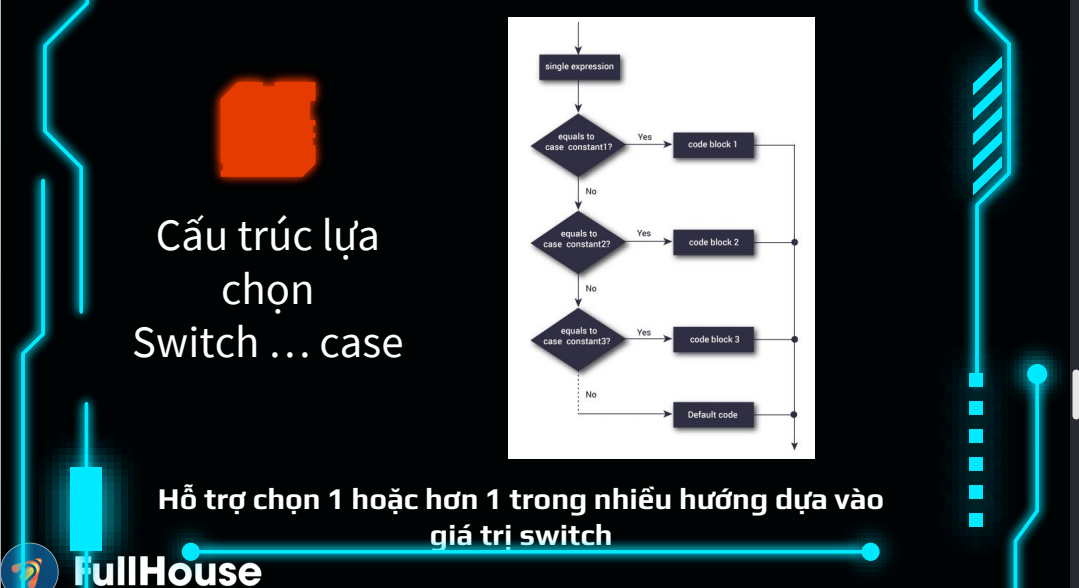 Cấu trúc lựa
chọn
Switch … case
single expression
equals to
case constant1?
Yes
code block 1
No
equals to
case constant2?
Yes
code block 2
No
equals to
case constant3?
Yes
code block 3
No
Default code
Hỗ trợ chọn 1 hoặc hơn 1 trong nhiều hướng dựa vào
giá trị switch
FullHouse